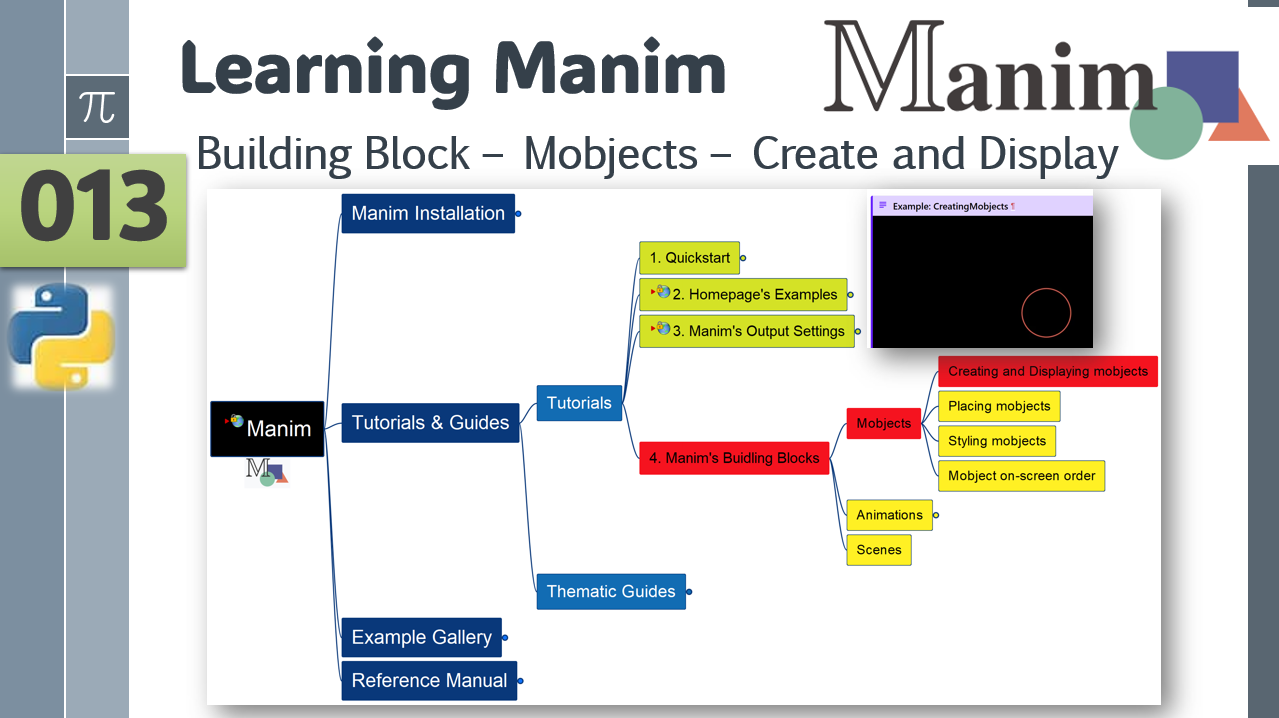 Learning Manim
Manim
π
Building Block – Mobjects – Create and Display
013
Manim Installation
Example: CreatingMobjects ¶
1. Quickstart
2. Homepage's Examples
3. Manim's Output Settings
Creating and Displaying mobjects
Tutorials
Placing mobjects
Manim
Tutorials & Guides
Mobjects
Styling mobjects
4. Manim's Buidling Blocks
M
Mobject on-screen order
Animations
Scenes
Thematic Guides
Example Gallery
Reference Manual